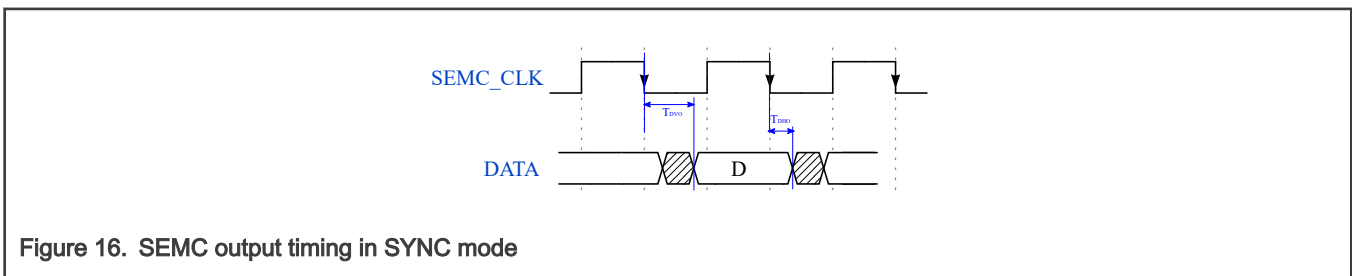 SEMC_CLK
TDVO
TDHO
DATA
D
Figure 16. SEMC output timing in SYNC mode